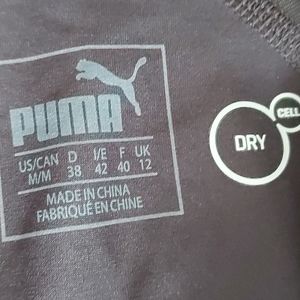 PUMA
US/CAN D I/E F UK
M/M 38 42 40 12
MADE IN CHINA
FABRIQUÉ EN CHINE
DRY
CELL